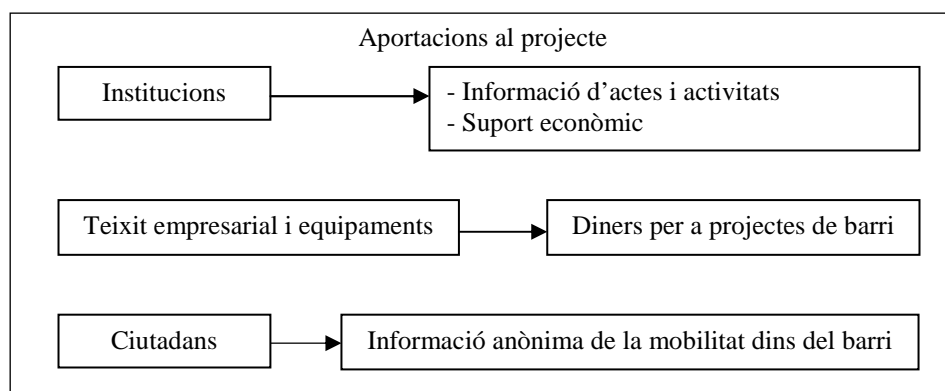 Aportacions al projecte
Institucions
- Informació d’actes i activitats
- Suport econòmic
Teixit empresarial i equipaments
Diners per a projectes de barri
Ciutadans
Informació anònima de la mobilitat dins del barri